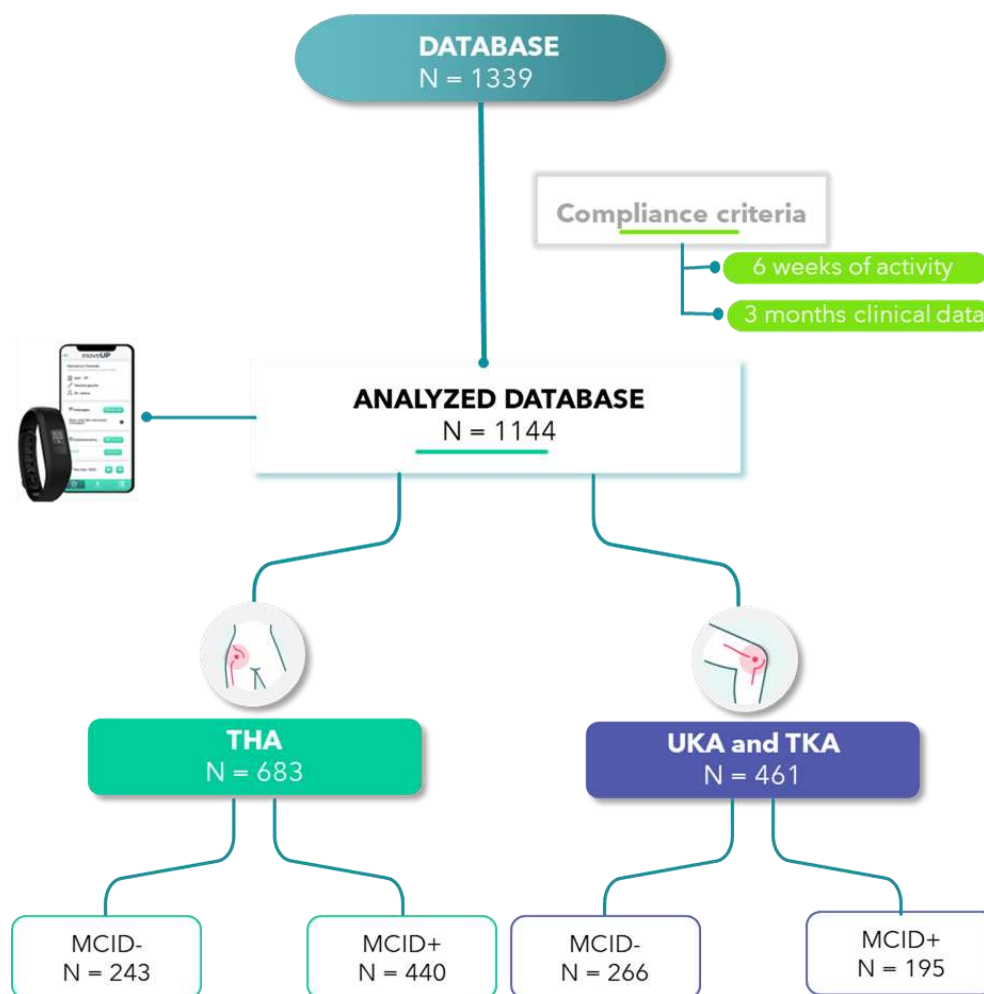 DATABASE
N = 1339
Compliance criteria
6 weeks of activity
3 months clinical data
ANALYZED DATABASE
N = 1144
moveUP
THA
N = 683
UKA and TKA
N = 461
MCID-
N = 243
MCID+
N = 440
MCID-
N = 266
MCID+
N = 195